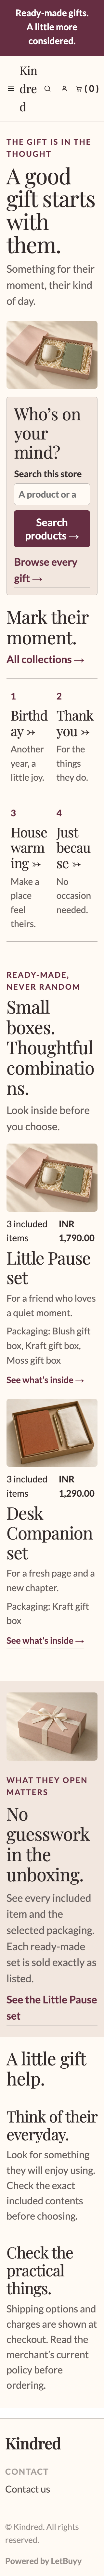 Ready-made gifts.
A little more
considered.
Kin
dre
d
( 0 )
THE GIFT IS IN THE
THOUGHT
A good
gift starts
with
them.
Something for their
moment, their kind
of day.
Who's on
your
mind?
Search this store
A product or a
Search
products →
Browse every
gift →
Mark their
moment.
All collections →
1
Birthd
ay ››
Another
year, a
little joy.
2
Thank
you ››
For the
things
they do.
3
House
warm
ing ››
Make a
place
feel
theirs.
4
Just
becau
se ››
No
occasion
needed.
READY-MADE,
NEVER RANDOM
Small
boxes.
Thoughtful
combinatio
ns.
Look inside before
you choose.
3 included
items
INR
1,790.00
Little Pause
set
For a friend who loves
a quiet moment.
Packaging: Blush gift
box, Kraft gift box,
Moss gift box
See what's inside →
3 included
items
INR
1,290.00
Desk
Companion
set
For a fresh page and a
new chapter.
Packaging: Kraft gift
box
See what's inside →
WHAT THEY OPEN
MATTERS
No
guesswork
in the
unboxing.
See every included
item and the
selected packaging.
Each ready-made
set is sold exactly as
listed.
See the Little Pause
set
A little gift
help.
Think of their
everyday.
Look for something
they will enjoy using.
Check the exact
included contents
before choosing.
Check the
practical
things.
Shipping options and
charges are shown at
checkout. Read the
merchant's current
policy before
ordering.
Kindred
CONTACT
Contact us
© Kindred. All rights
reserved.
Powered by LetBuyy